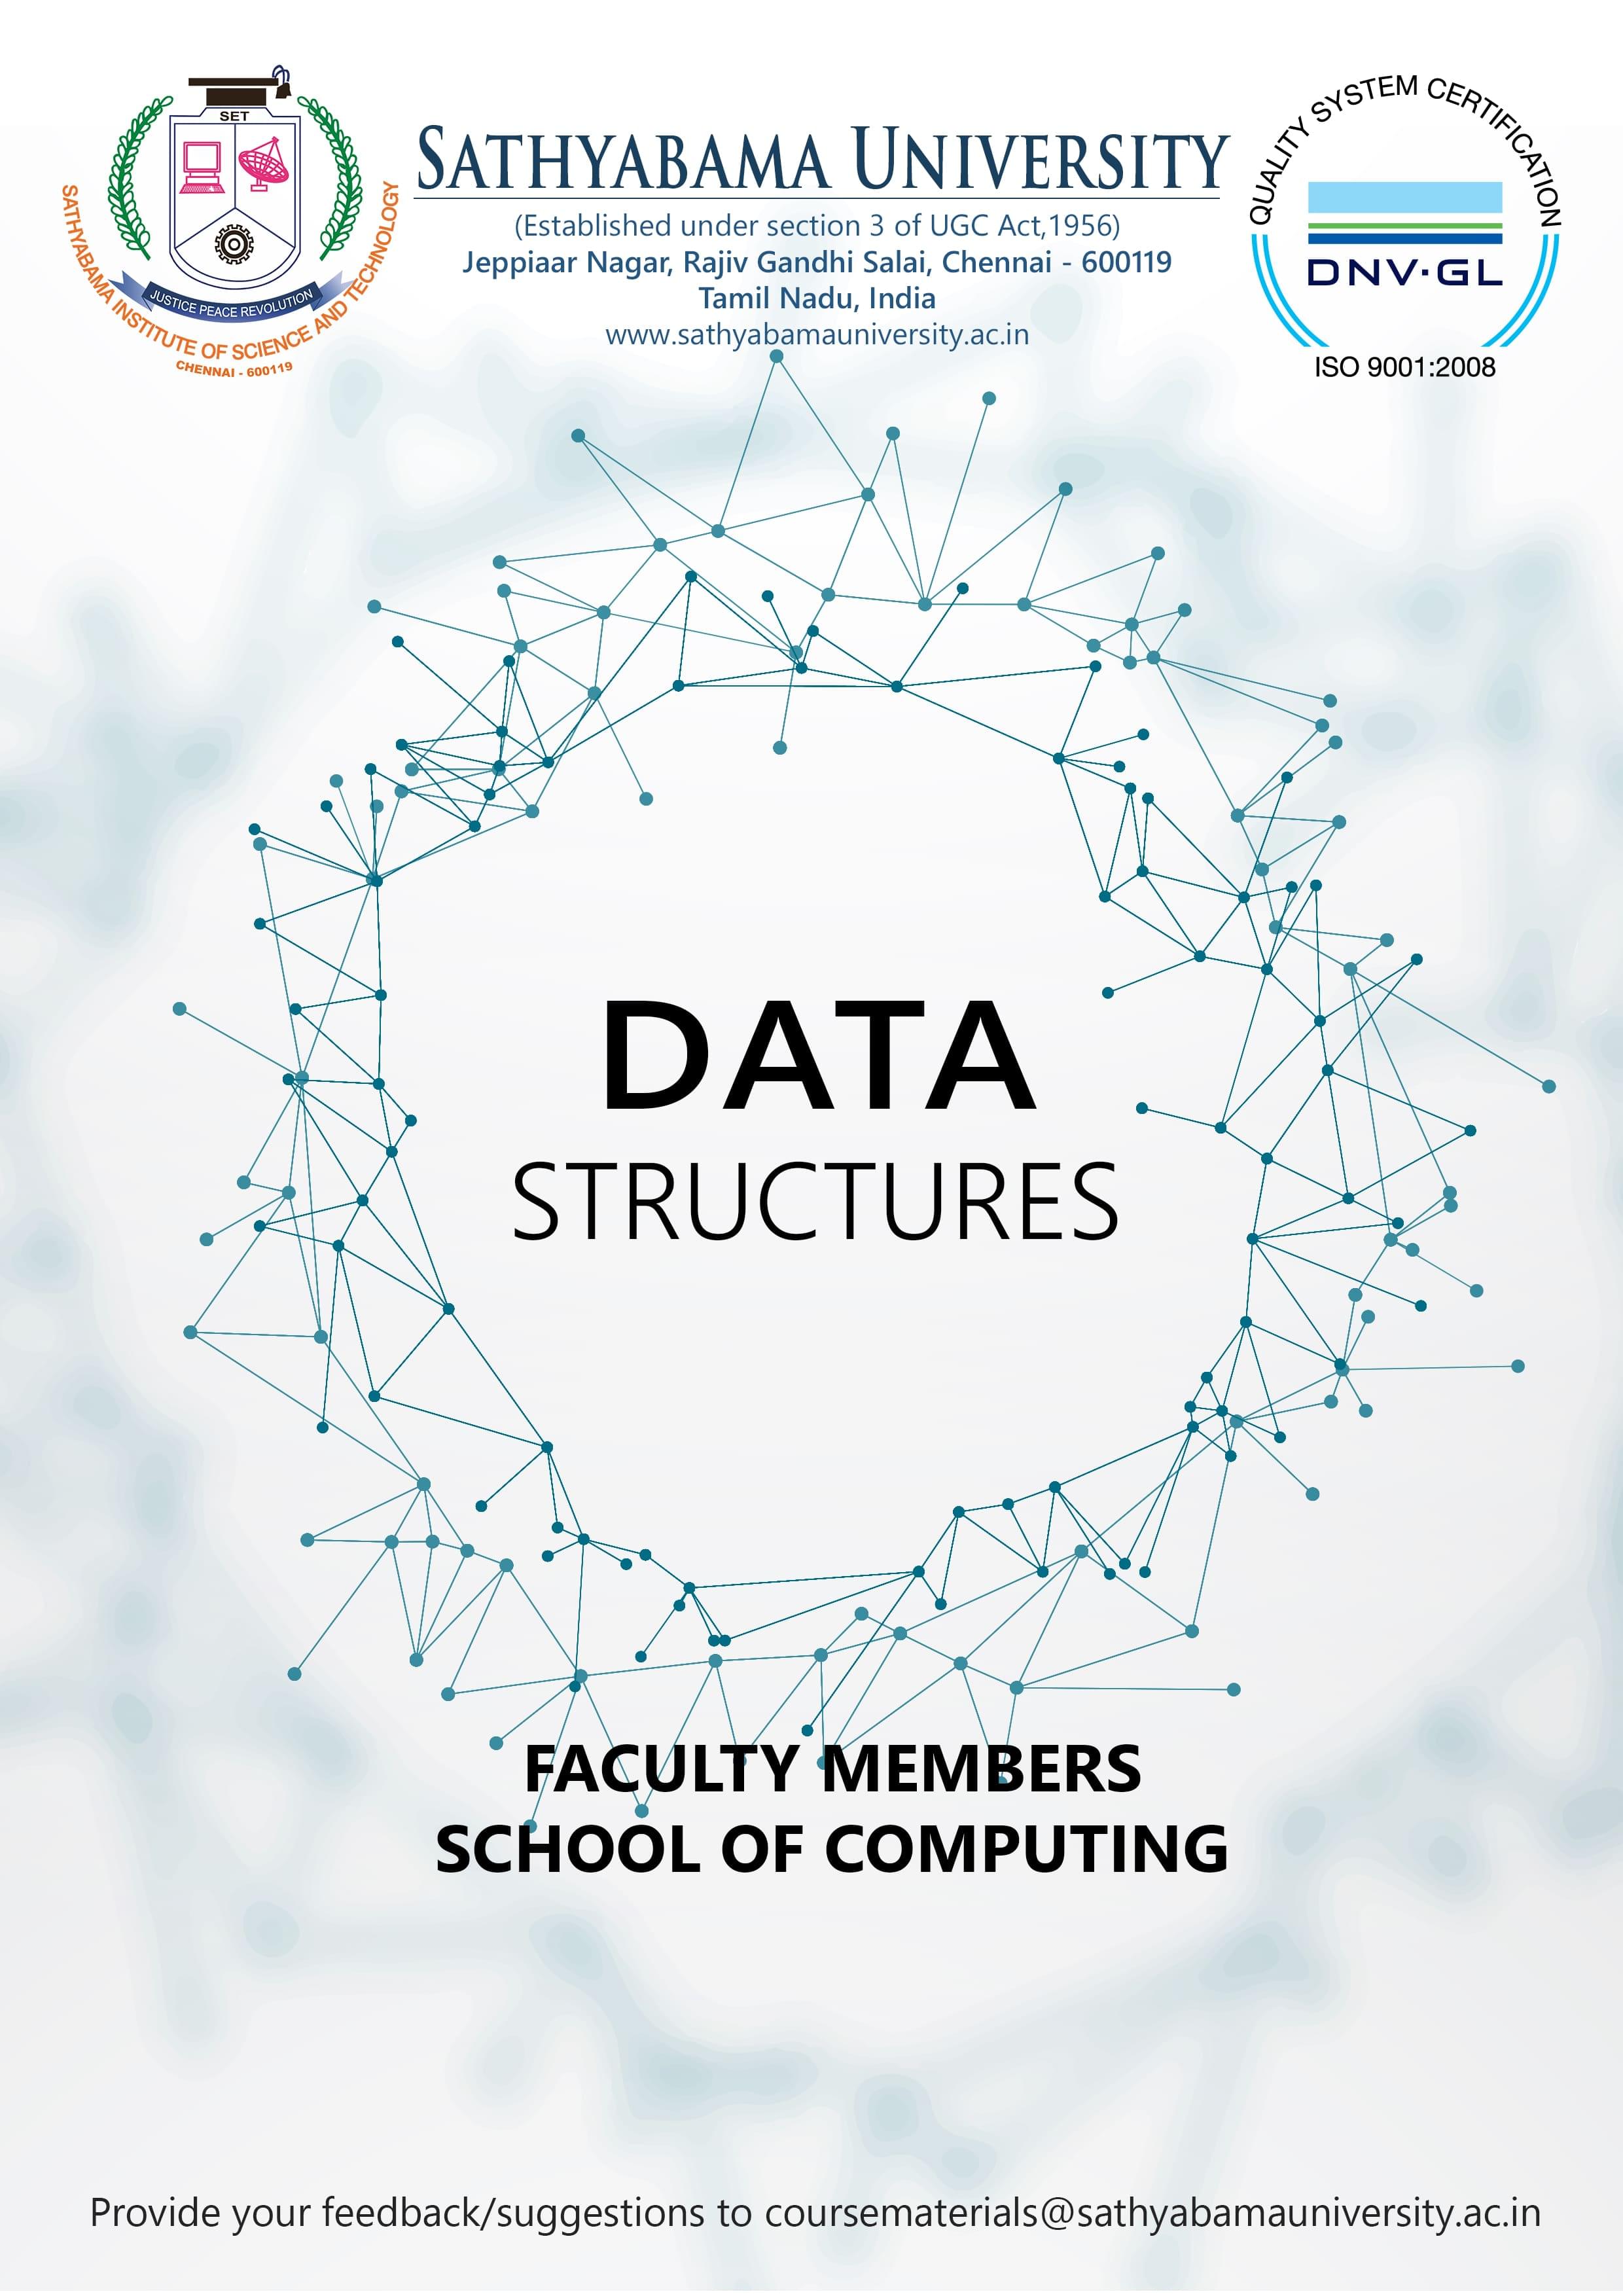 SET
JUSTICE PEACE REVOLUTION
SATHYABAMA INSTITUTE OF SCIENCE AND TECHNOLOGY
CHENNAI - 600119
SATHYABAMA UNIVERSITY
(Established under section 3 of UGC Act,1956)
Jeppiaar Nagar, Rajiv Gandhi Salai, Chennai - 600119
Tamil Nadu, India
www.sathyabamauniversity.ac.in
QUALITY SYSTEM CERTIFICATION
DNV·GL
ISO 9001:2008
DATA
STRUCTURES
FACULTY MEMBERS
SCHOOL OF COMPUTING
Provide your feedback/suggestions to coursematerials@sathyabamauniversity.ac.in